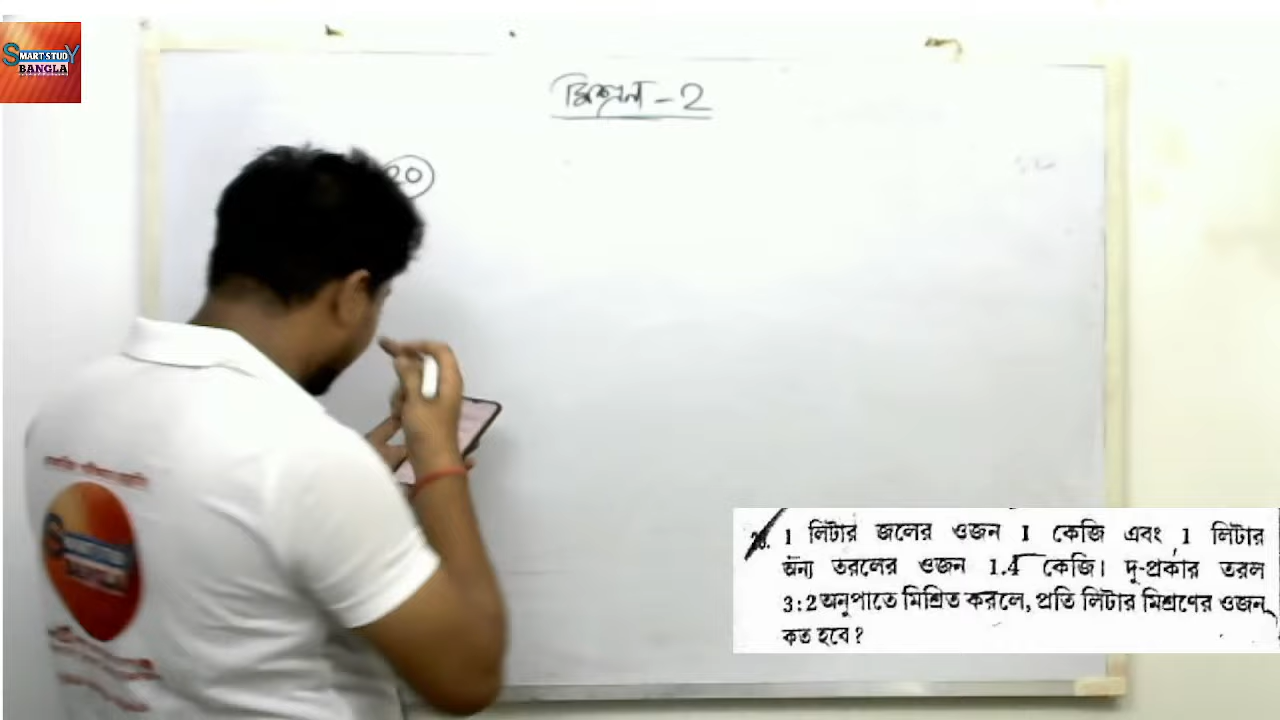 SMART STUDY
BANGLA
মিশ্রণ - 2
20
1 লিটার জলের ওজন 1 কেজি এবং 1 লিটার
অন্য তরলের ওজন 1.4 কেজি। দু-প্রকার তরল
3:2 অনুপাতে মিশ্রিত করলে, প্রতি লিটার মিশ্রণের ওজন
কত হবে?